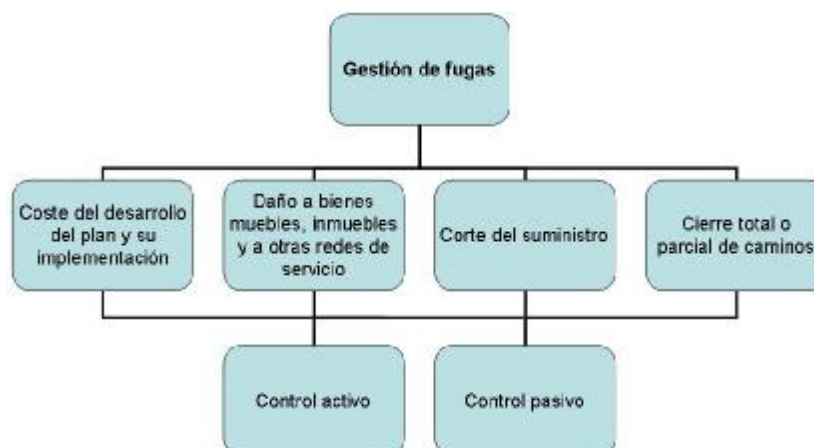 Gestión de fugas
Coste del desarrollo
del plan y su
implementación
Daño a bienes
muebles, inmuebles
y a otras redes de
servicio
Corte del suministro
Cierre total o
parcial de caminos
Control activo
Control pasivo